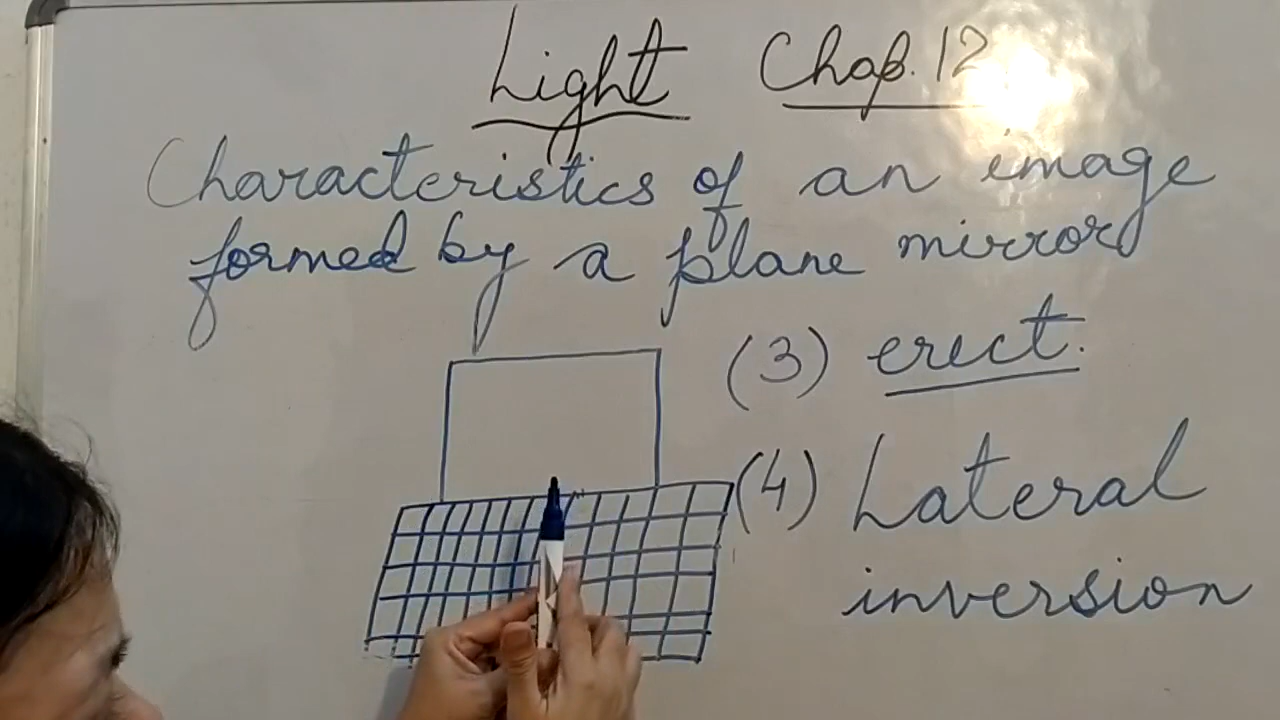 Light Chap. 12
Characteristics of an image
formed by a plane mirror
(3) erect.
(4) Lateral
inversion